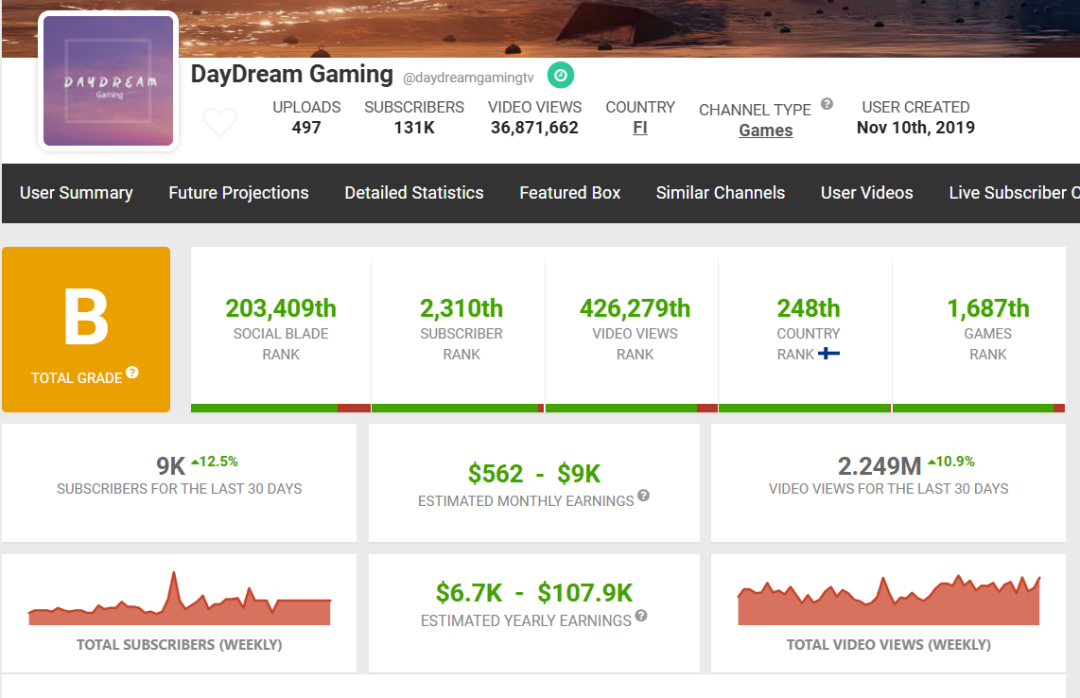 DAYDREAM
Gaming
DayDream Gaming @daydreamgamingtv
UPLOADS SUBSCRIBERS VIDEO VIEWS COUNTRY CHANNEL TYPE ? USER CREATED
497 131K 36,871,662 FI Games Nov 10th, 2019
User Summary Future Projections Detailed Statistics Featured Box Similar Channels User Videos Live Subscriber C
B
TOTAL GRADE ?
203,409th 2,310th 426,279th 248th 1,687th
SOCIAL BLADE SUBSCRIBER VIDEO VIEWS COUNTRY GAMES
RANK RANK RANK RANK RANK
9K 12.5%
SUBSCRIBERS FOR THE LAST 30 DAYS
$562 - $9K
ESTIMATED MONTHLY EARNINGS ?
2.249M 10.9%
VIDEO VIEWS FOR THE LAST 30 DAYS
TOTAL SUBSCRIBERS (WEEKLY)
$6.7K - $107.9K
ESTIMATED YEARLY EARNINGS ?
TOTAL VIDEO VIEWS (WEEKLY)